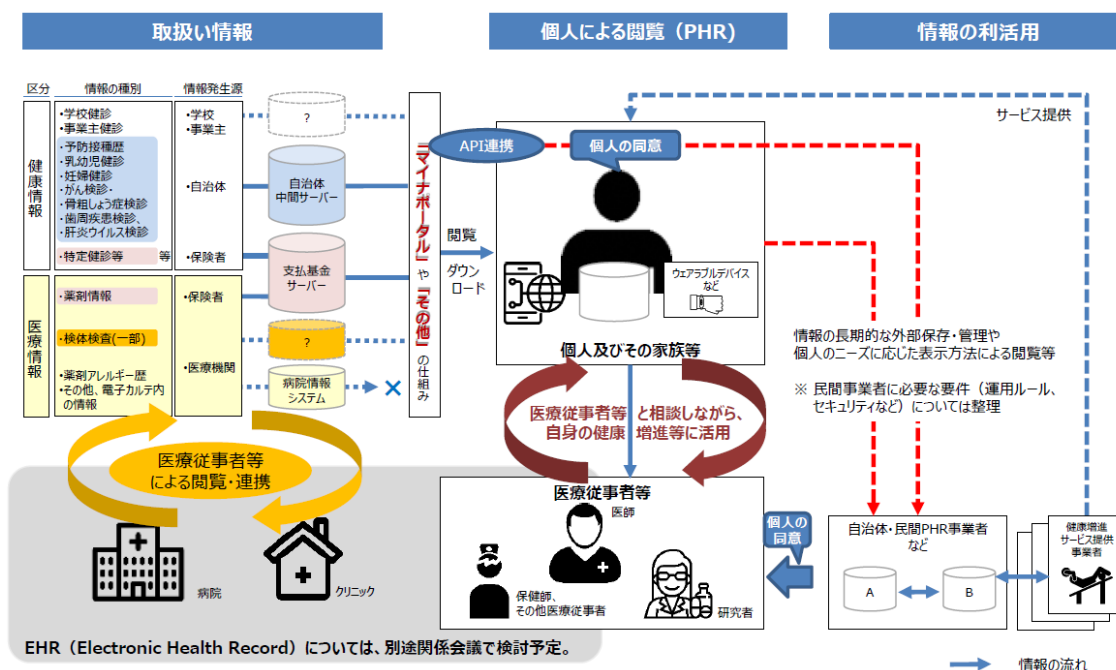 取扱い情報
個人による閲覧（PHR）
情報の利活用
区分
情報の種別
情報発生源
健康情報
・学校健診
・事業主健診
・予防接種歴
・乳幼児健診
・妊婦健診
・がん検診・
・骨粗しょう症検診
・歯周疾患検診、
・肝炎ウイルス検診
・特定健診等
等
・学校
・事業主
・自治体
・保険者
医療情報
・薬剤情報
・検体検査(一部)
・薬剤アレルギー歴
・その他、電子カルテ内
の情報
・保険者
・医療機関
?
自治体
中間サーバー
支払基金
サーバー
?
病院情報
システム
×
「マイナポータル」や「その他」の仕組み
閲覧
ダウン
ロード
API連携
個人の同意
ウェアラブルデバイス
など
個人及びその家族等
サービス提供
情報の長期的な外部保存・管理や
個人のニーズに応じた表示方法による閲覧等
※ 民間事業者に必要な要件（運用ルール、
セキュリティなど）については整理
医療従事者等と相談しながら、
自身の健康増進等に活用
医療従事者等
による閲覧・連携
病院
クリニック
EHR（Electronic Health Record）については、別途関係会議で検討予定。
医療従事者等
医師
保健師、
その他医療従事者
研究者
個人の
同意
自治体・民間PHR事業者
など
A
B
健康増進
サービス提供
事業者
情報の流れ